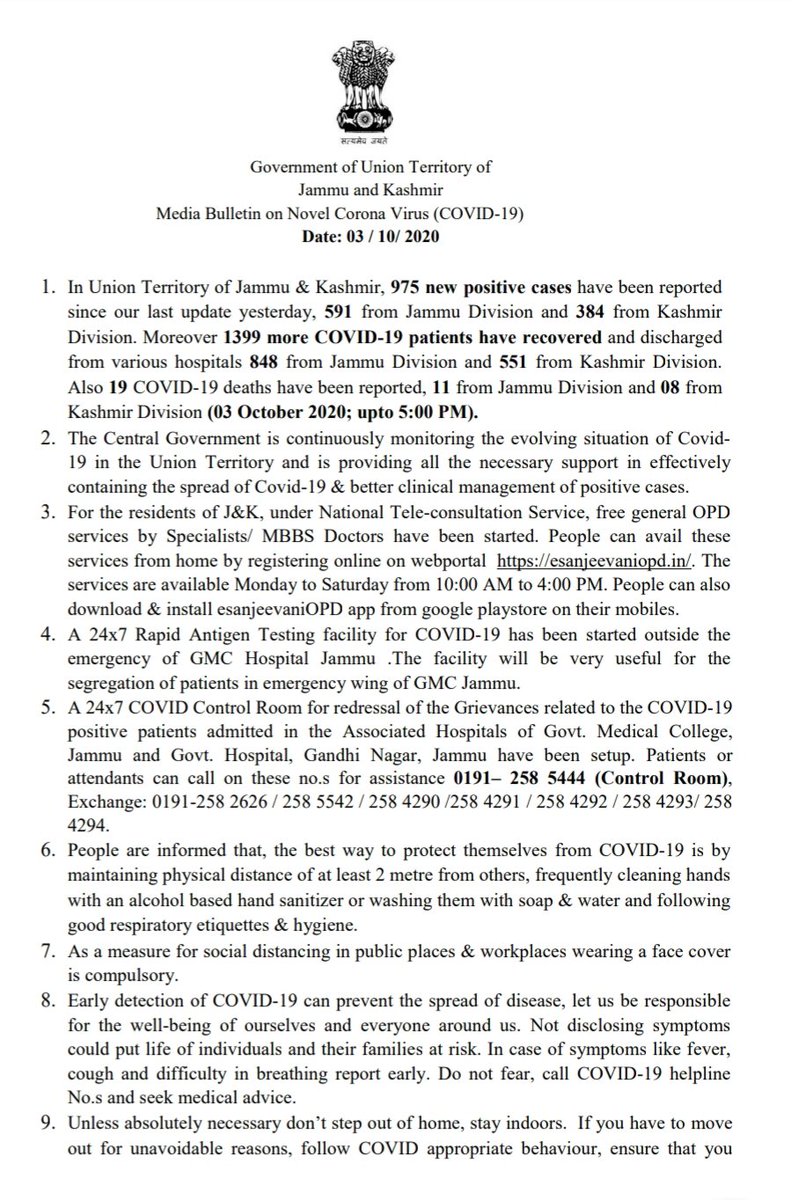 सत्यमेव जयते
Government of Union Territory of
Jammu and Kashmir
Media Bulletin on Novel Corona Virus (COVID-19)
Date: 03 / 10/ 2020
1. In Union Territory of Jammu & Kashmir, 975 new positive cases have been reported
since our last update yesterday, 591 from Jammu Division and 384 from Kashmir
Division. Moreover 1399 more COVID-19 patients have recovered and discharged
from various hospitals 848 from Jammu Division and 551 from Kashmir Division.
Also 19 COVID-19 deaths have been reported, 11 from Jammu Division and 08 from
Kashmir Division (03 October 2020; upto 5:00 PM).
2. The Central Government is continuously monitoring the evolving situation of Covid-
19 in the Union Territory and is providing all the necessary support in effectively
containing the spread of Covid-19 & better clinical management of positive cases.
3. For the residents of J&K, under National Tele-consultation Service, free general OPD
services by Specialists/ MBBS Doctors have been started. People can avail these
services from home by registering online on webportal https://esanjeevaniopd.in/. The
services are available Monday to Saturday from 10:00 AM to 4:00 PM. People can also
download & install esanjeevaniOPD app from google playstore on their mobiles.
4. A 24x7 Rapid Antigen Testing facility for COVID-19 has been started outside the
emergency of GMC Hospital Jammu .The facility will be very useful for the
segregation of patients in emergency wing of GMC Jammu.
5. A 24x7 COVID Control Room for redressal of the Grievances related to the COVID-19
positive patients admitted in the Associated Hospitals of Govt. Medical College,
Jammu and Govt. Hospital, Gandhi Nagar, Jammu have been setup. Patients or
attendants can call on these no.s for assistance 0191– 258 5444 (Control Room),
Exchange: 0191-258 2626 / 258 5542 / 258 4290 /258 4291 / 258 4292 / 258 4293/ 258
4294.
6. People are informed that, the best way to protect themselves from COVID-19 is by
maintaining physical distance of at least 2 metre from others, frequently cleaning hands
with an alcohol based hand sanitizer or washing them with soap & water and following
good respiratory etiquettes & hygiene.
7. As a measure for social distancing in public places & workplaces wearing a face cover
is compulsory.
8. Early detection of COVID-19 can prevent the spread of disease, let us be responsible
for the well-being of ourselves and everyone around us. Not disclosing symptoms
could put life of individuals and their families at risk. In case of symptoms like fever,
cough and difficulty in breathing report early. Do not fear, call COVID-19 helpline
No.s and seek medical advice.
9. Unless absolutely necessary don’t step out of home, stay indoors. If you have to move
out for unavoidable reasons, follow COVID appropriate behaviour, ensure that you